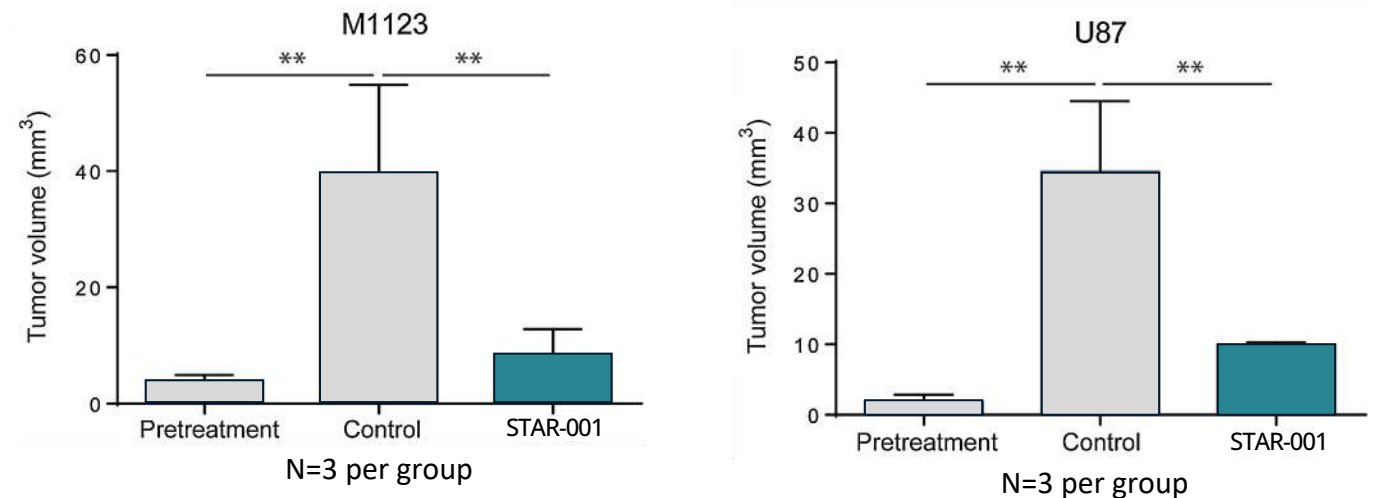 M1123
** **
Tumor volume (mm³)
60
40
20
0
Pretreatment Control STAR-001
N=3 per group
U87
** **
Tumor volume (mm³)
50
40
30
20
10
0
Pretreatment Control STAR-001
N=3 per group